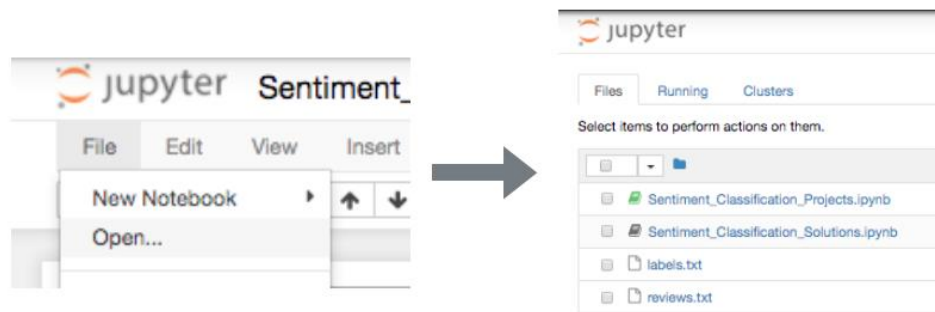 jupyter Sentiment_
File Edit View Insert
New Notebook
Open...
jupyter
Files Running Clusters
Select items to perform actions on them.
Sentiment_Classification_Projects.ipynb
Sentiment_Classification_Solutions.ipynb
labels.txt
reviews.txt